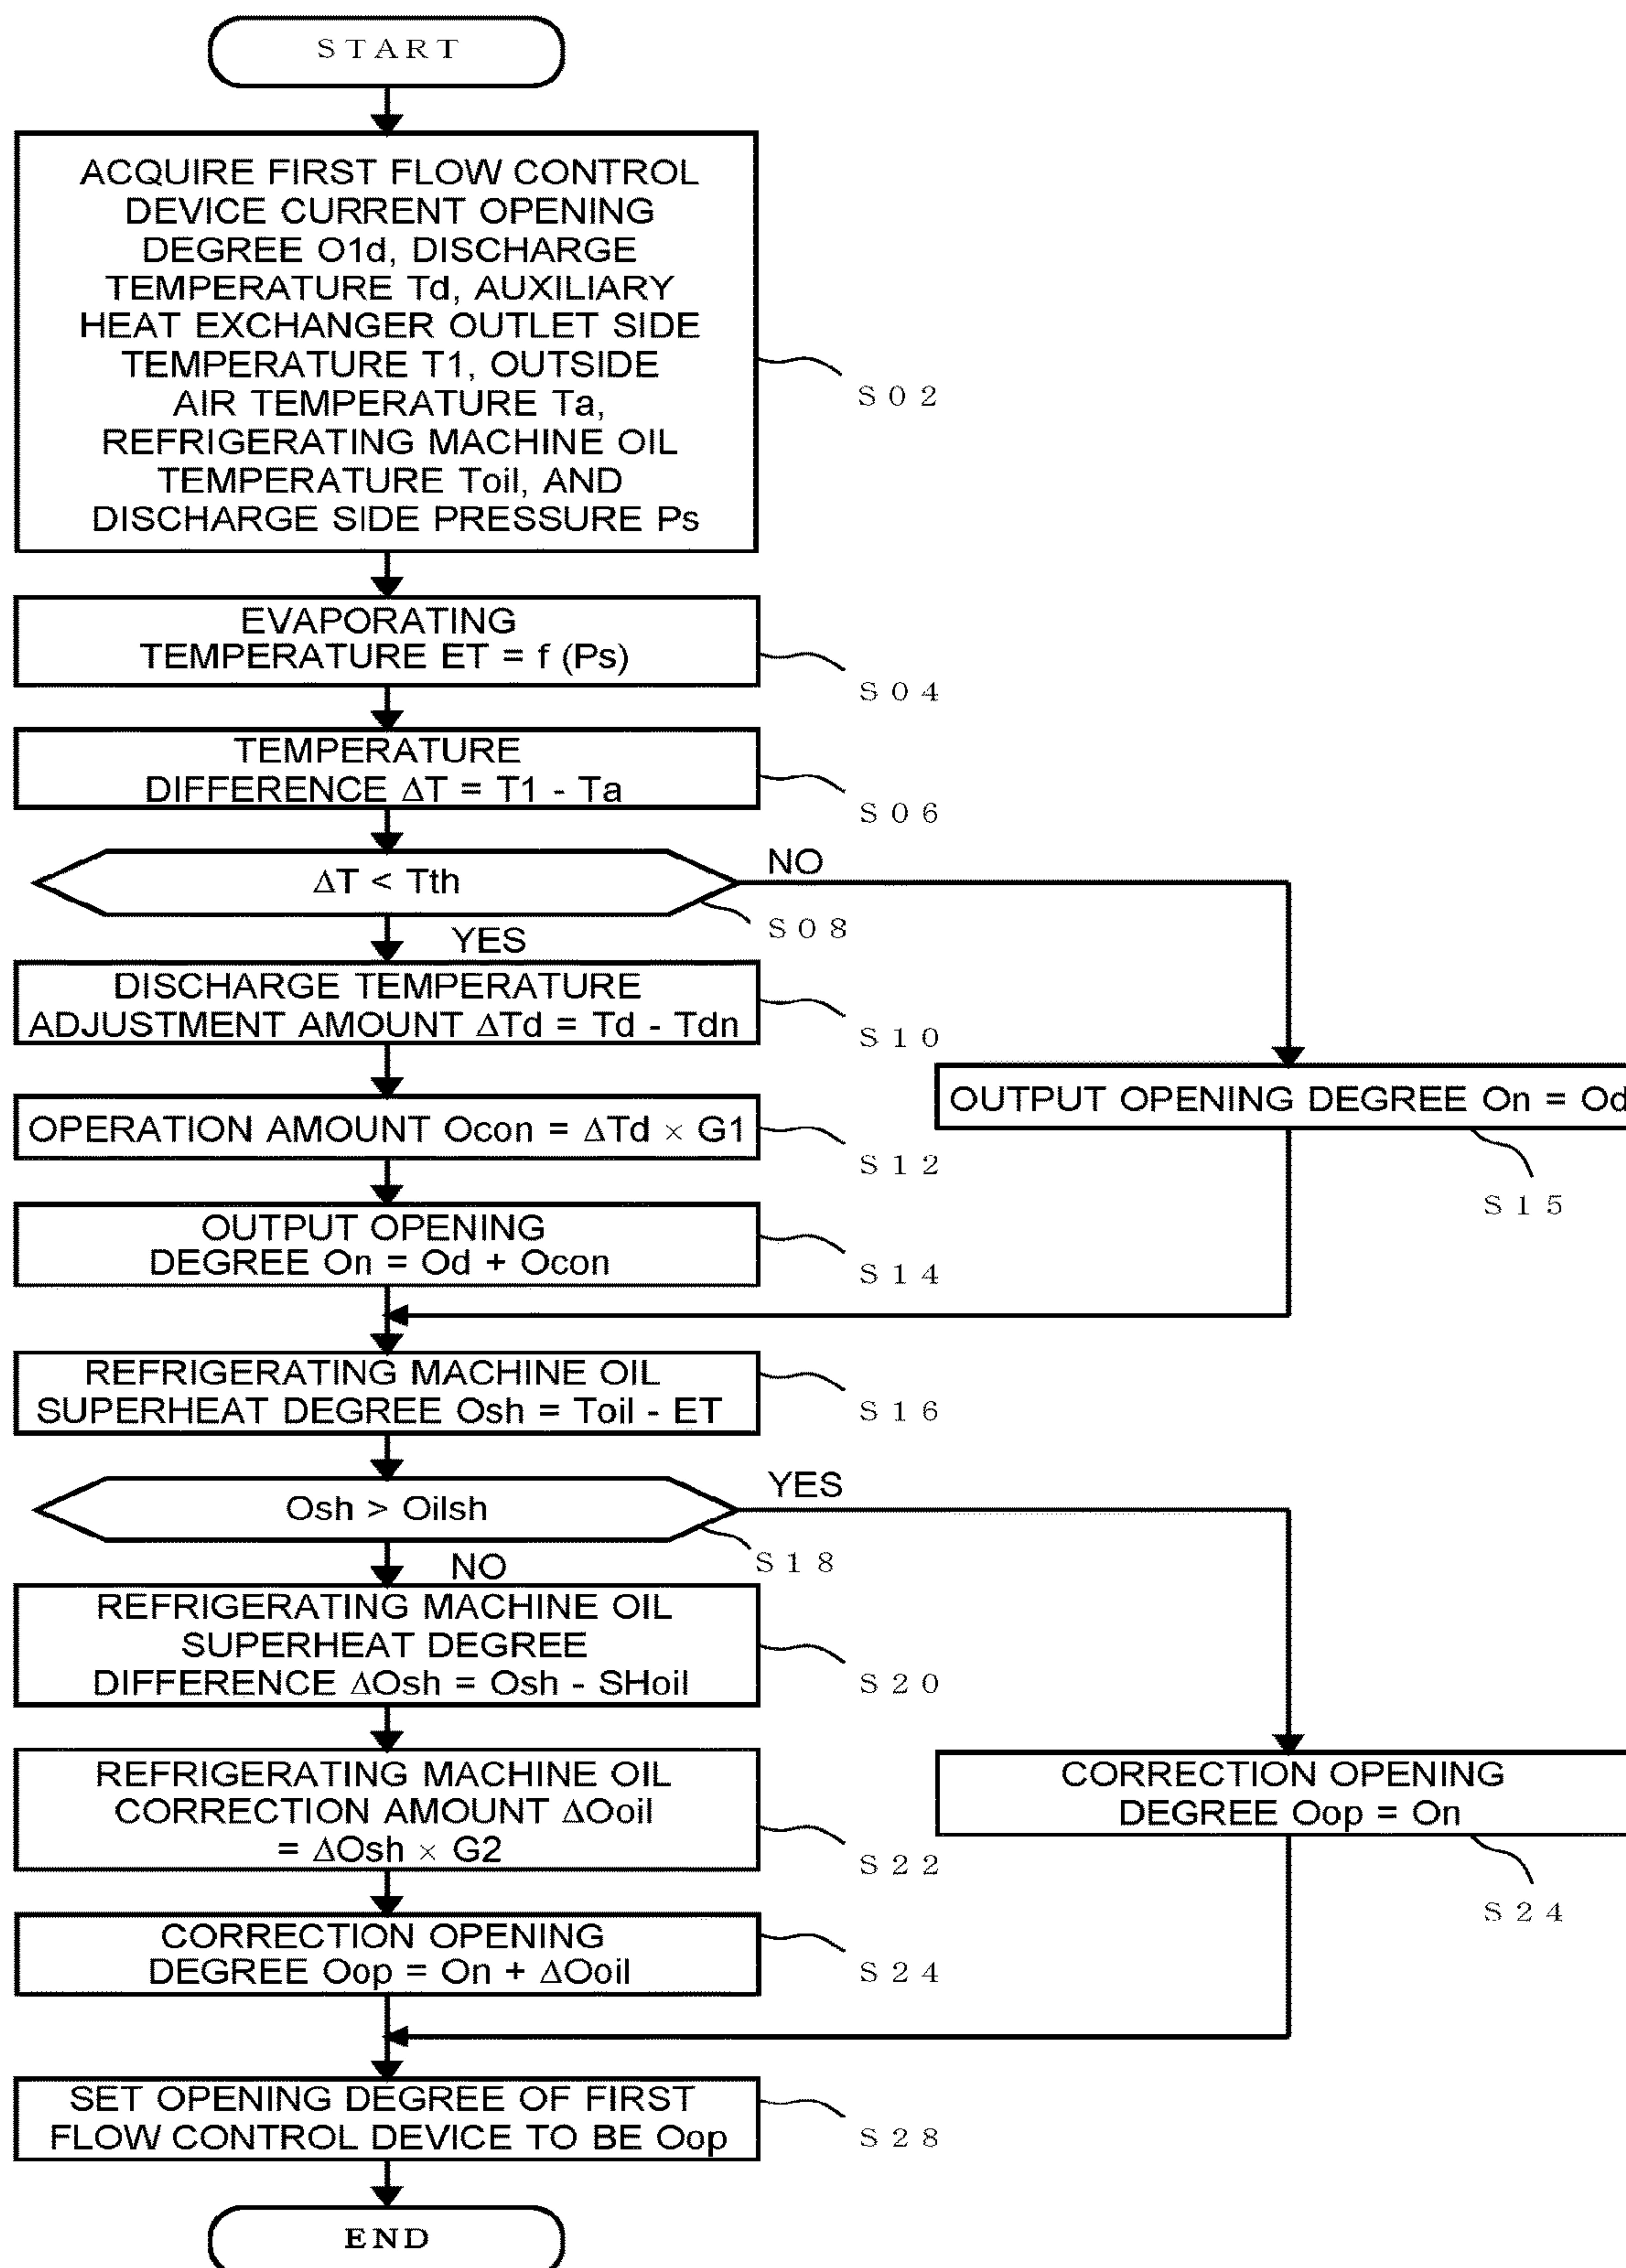 START
ACQUIRE FIRST FLOW CONTROL
DEVICE CURRENT OPENING
DEGREE O1d, DISCHARGE
TEMPERATURE Td, AUXILIARY
HEAT EXCHANGER OUTLET SIDE
TEMPERATURE T1, OUTSIDE
AIR TEMPERATURE Ta,
REFRIGERATING MACHINE OIL
TEMPERATURE Toil, AND
DISCHARGE SIDE PRESSURE Ps
S02
EVAPORATING
TEMPERATURE ET = f (Ps)
S04
TEMPERATURE
DIFFERENCE ΔT = T1 - Ta
S06
ΔT < Tth
NO
S08
YES
DISCHARGE TEMPERATURE
ADJUSTMENT AMOUNT ΔTd = Td - Tdn
S10
OUTPUT OPENING DEGREE On = Od
S15
OPERATION AMOUNT Ocon = ΔTd × G1
S12
OUTPUT OPENING
DEGREE On = Od + Ocon
S14
REFRIGERATING MACHINE OIL
SUPERHEAT DEGREE Osh = Toil - ET
S16
Osh > Oilsh
YES
S18
NO
REFRIGERATING MACHINE OIL
SUPERHEAT DEGREE
DIFFERENCE ΔOsh = Osh - SHoil
S20
REFRIGERATING MACHINE OIL
CORRECTION AMOUNT ΔOoil
= ΔOsh × G2
S22
CORRECTION OPENING
DEGREE Oop = On
S24
CORRECTION OPENING
DEGREE Oop = On + ΔOoil
S24
SET OPENING DEGREE OF FIRST
FLOW CONTROL DEVICE TO BE Oop
S28
END